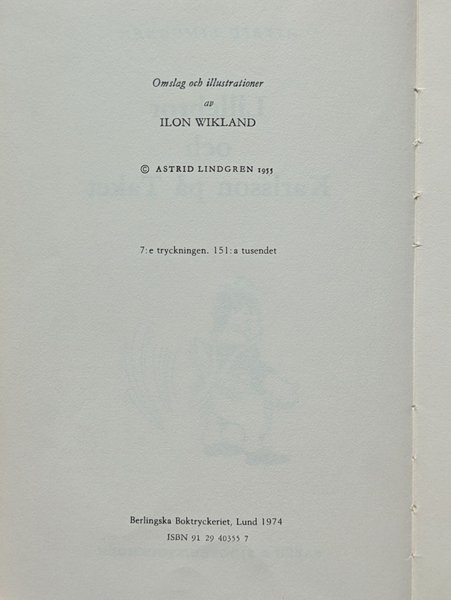 Omslag och illustrationer
av
ILON WIKLAND
© ASTRID LINDGREN 1955
7:e tryckningen. 151:a tusendet
Berlingska Boktryckeriet, Lund 1974
ISBN 91 29 40355 7